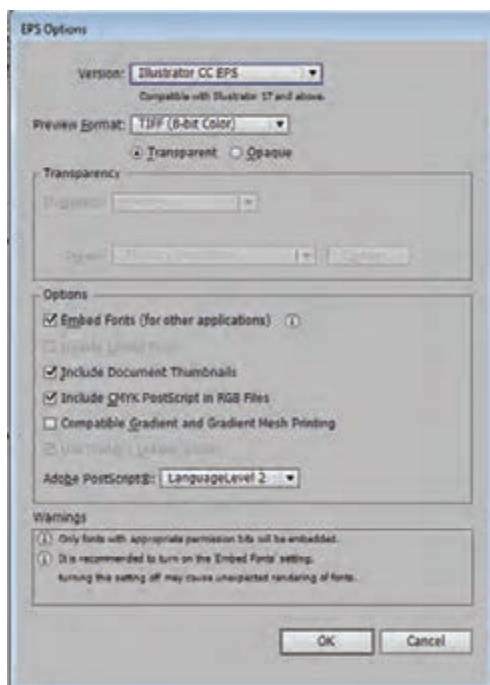 EPS Options
Version: Illustrator CC EPS
Compatible with Illustrator 17 and above.
Preview Format: TIFF (8-bit Color)
Transparent Opaque
Transparency
Options
Embed Fonts (for other applications)
Include Document Thumbnails
Include CMYK PostScript in RGB Files
Compatible Gradient and Gradient Mesh Printing
Adobe PostScript®: LanguageLevel 2
Warnings
Only fonts with appropriate permission bits will be embedded.
It is recommended to turn on the 'Embed Fonts' setting;
turning this setting off may cause unexpected rendering of fonts.
OK Cancel